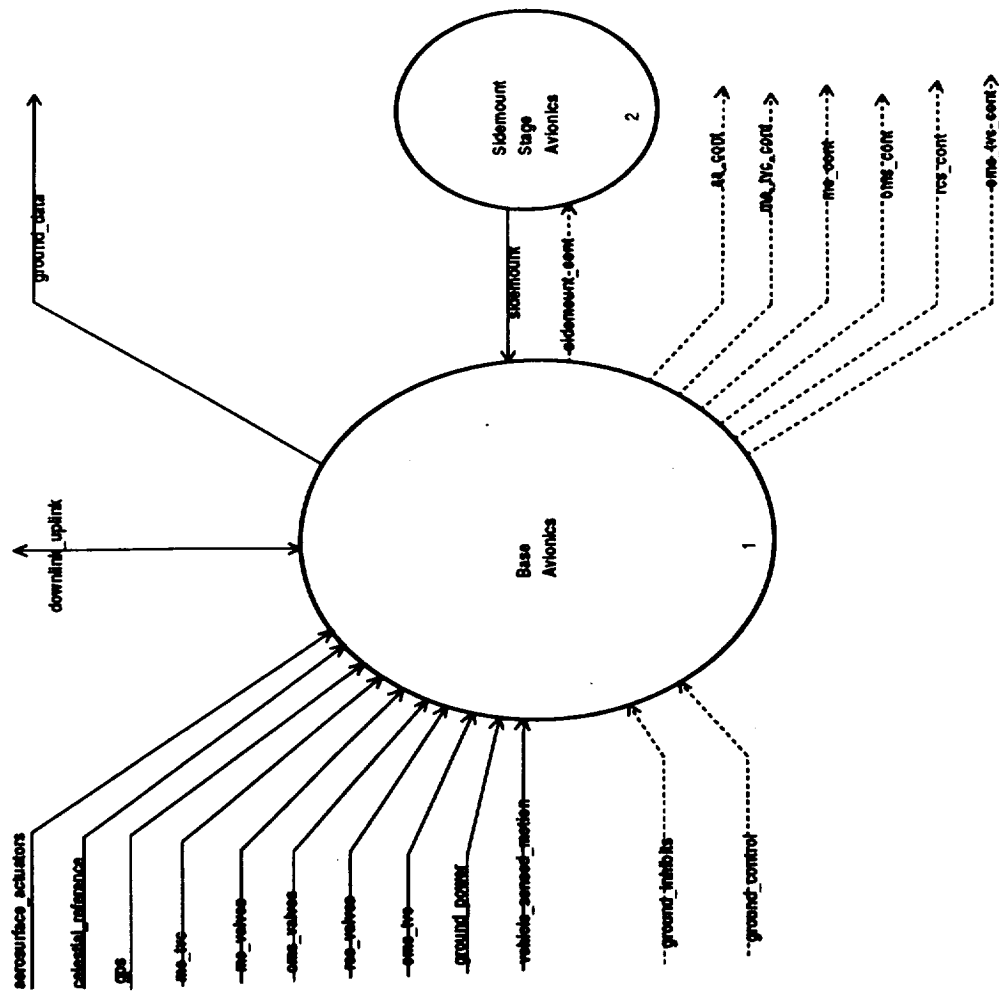 aerosurface_actuators
celestial_reference
gps
me_tvc
me_valves
oms_valves
rcs_valves
oms_tvc
ground_power
vehicle_sensed_motion
ground_inhibits
ground_control
downlink_uplink
Base
Avionics
1
ground_data
sidemount
sidemount_cont
Sidemount
Stage
Avionics
2
aa_cont
me_tvc_cont
me_cont
oms_cont
rcs_cont
oms_tvc_cont